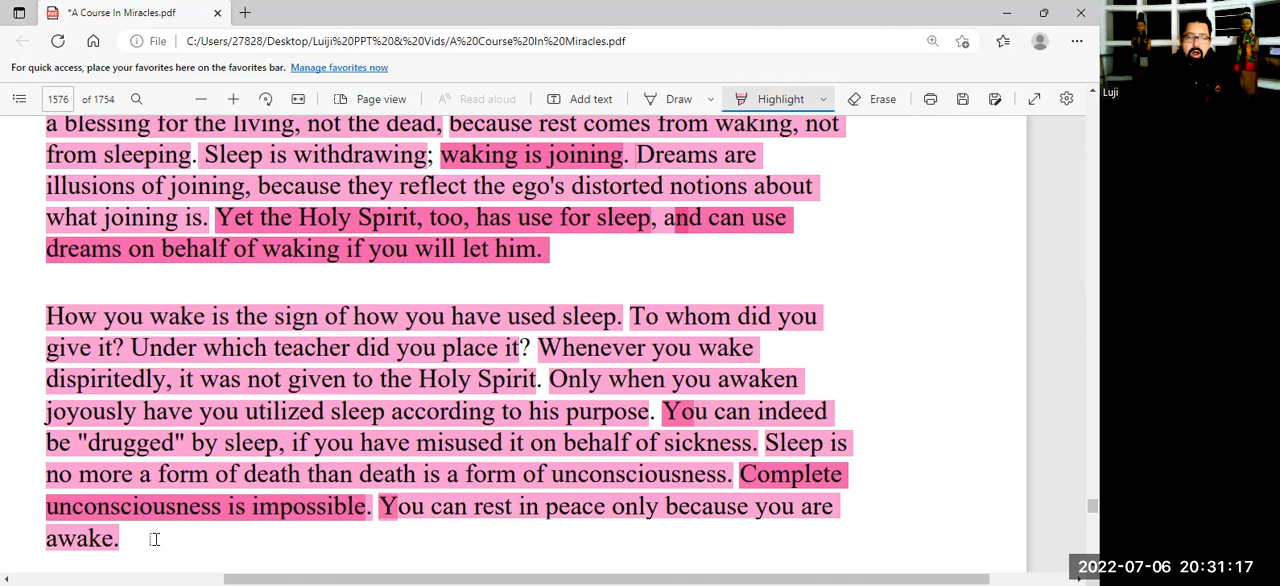 *A Course In Miracles.pdf
File
C:/Users/27828/Desktop/Luiji%20PPT%20&%20Vids/A%20Course%20In%20Miracles.pdf
For quick access, place your favorites here on the favorites bar. Manage favorites now
1576 of 1754
Page view
Read aloud
Add text
Draw
Highlight
Erase
Luji
a blessing for the living, not the dead, because rest comes from waking, not
from sleeping. Sleep is withdrawing; waking is joining. Dreams are
illusions of joining, because they reflect the ego's distorted notions about
what joining is. Yet the Holy Spirit, too, has use for sleep, and can use
dreams on behalf of waking if you will let him.
How you wake is the sign of how you have used sleep. To whom did you
give it? Under which teacher did you place it? Whenever you wake
dispiritedly, it was not given to the Holy Spirit. Only when you awaken
joyously have you utilized sleep according to his purpose. You can indeed
be "drugged" by sleep, if you have misused it on behalf of sickness. Sleep is
no more a form of death than death is a form of unconsciousness. Complete
unconsciousness is impossible. You can rest in peace only because you are
awake.
2022-07-06 20:31:17